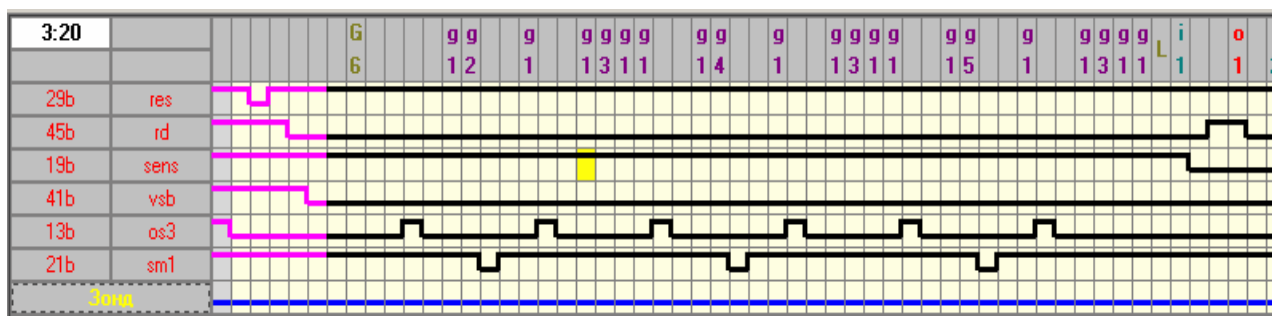 3:20 G g g g g g g g g g g g g g g g g g g g g g L i o
6 1 2 1 1 3 1 1 1 4 1 1 3 1 1 1 5 1 1 3 1 1 1 1
29b res
45b rd
19b sens
41b vsb
13b os3
21b sm1
Зонд